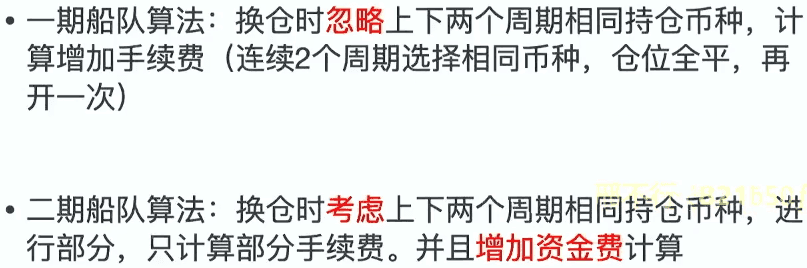 • 一期船队算法：换仓时忽略上下两个周期相同持仓币种，计
算增加手续费（连续2个周期选择相同币种，仓位全平，再
开一次）
• 二期船队算法：换仓时考虑上下两个周期相同持仓币种，进
行部分，只计算部分手续费。并且增加资金费计算